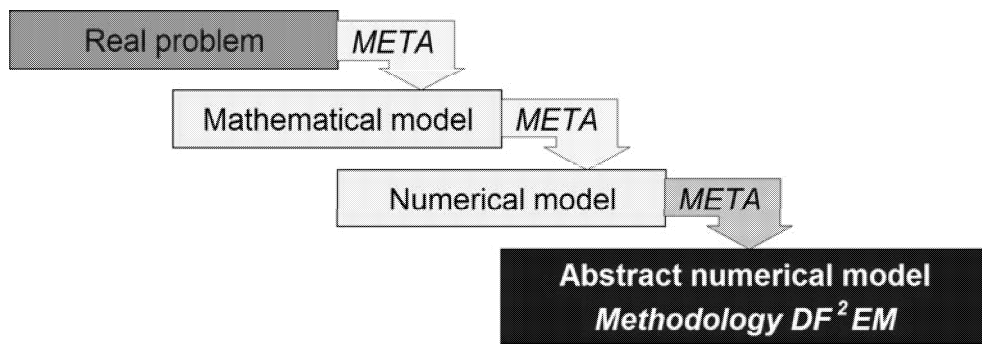 Real problem META
Mathematical model META
Numerical model META
Abstract numerical model
Methodology DF²EM